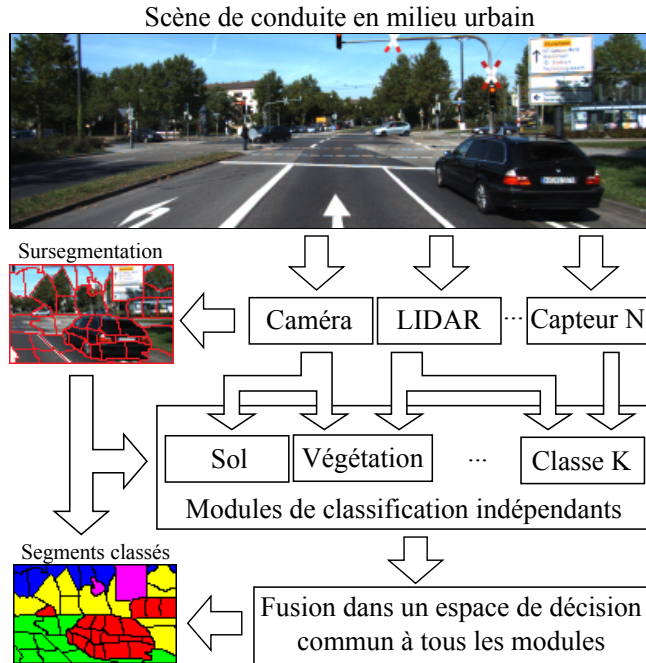 Scène de conduite en milieu urbain
Sursegmentation
Caméra
LIDAR
...
Capteur N
Sol
Végétation
...
Classe K
Modules de classification indépendants
Segments classés
Fusion dans un espace de décision
commun à tous les modules